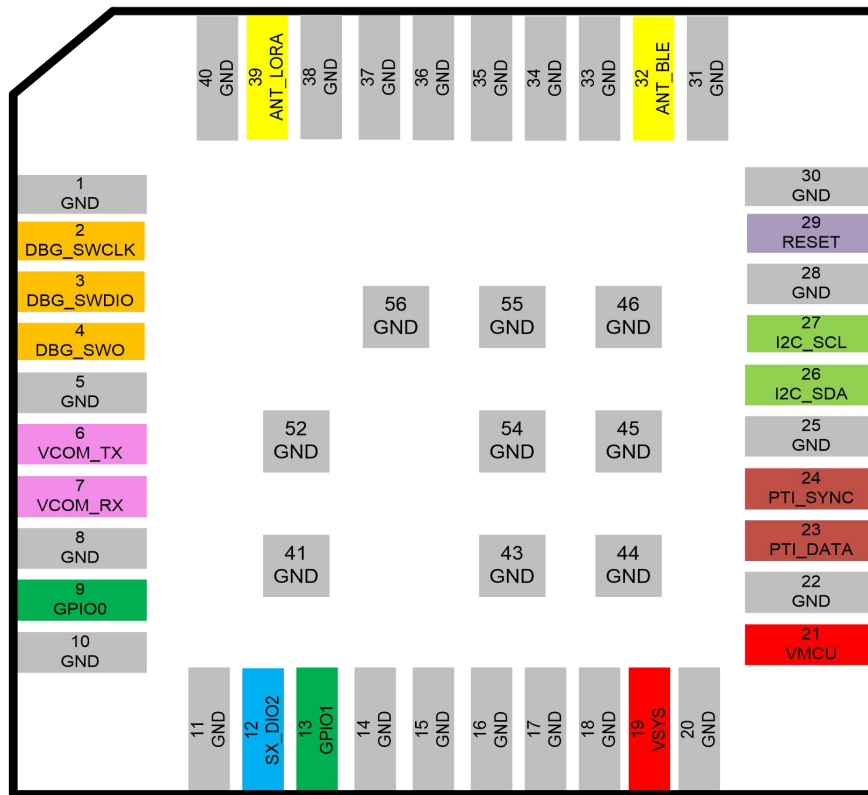 40 GND
39 ANT_LORA
38 GND
37 GND
36 GND
35 GND
34 GND
33 GND
32 ANT_BLE
31 GND
1
GND
2
DBG_SWCLK
3
DBG_SWDIO
4
DBG_SWO
5
GND
6
VCOM_TX
7
VCOM_RX
8
GND
9
GPIO0
10
GND
56
GND
55
GND
46
GND
52
GND
54
GND
45
GND
41
GND
43
GND
44
GND
30
GND
29
RESET
28
GND
27
I2C_SCL
26
I2C_SDA
25
GND
24
PTI_SYNC
23
PTI_DATA
22
GND
21
VMCU
11 GND
12 SX_DIO2
13 GPIO1
14 GND
15 GND
16 GND
17 GND
18 GND
19 VSYS
20 GND